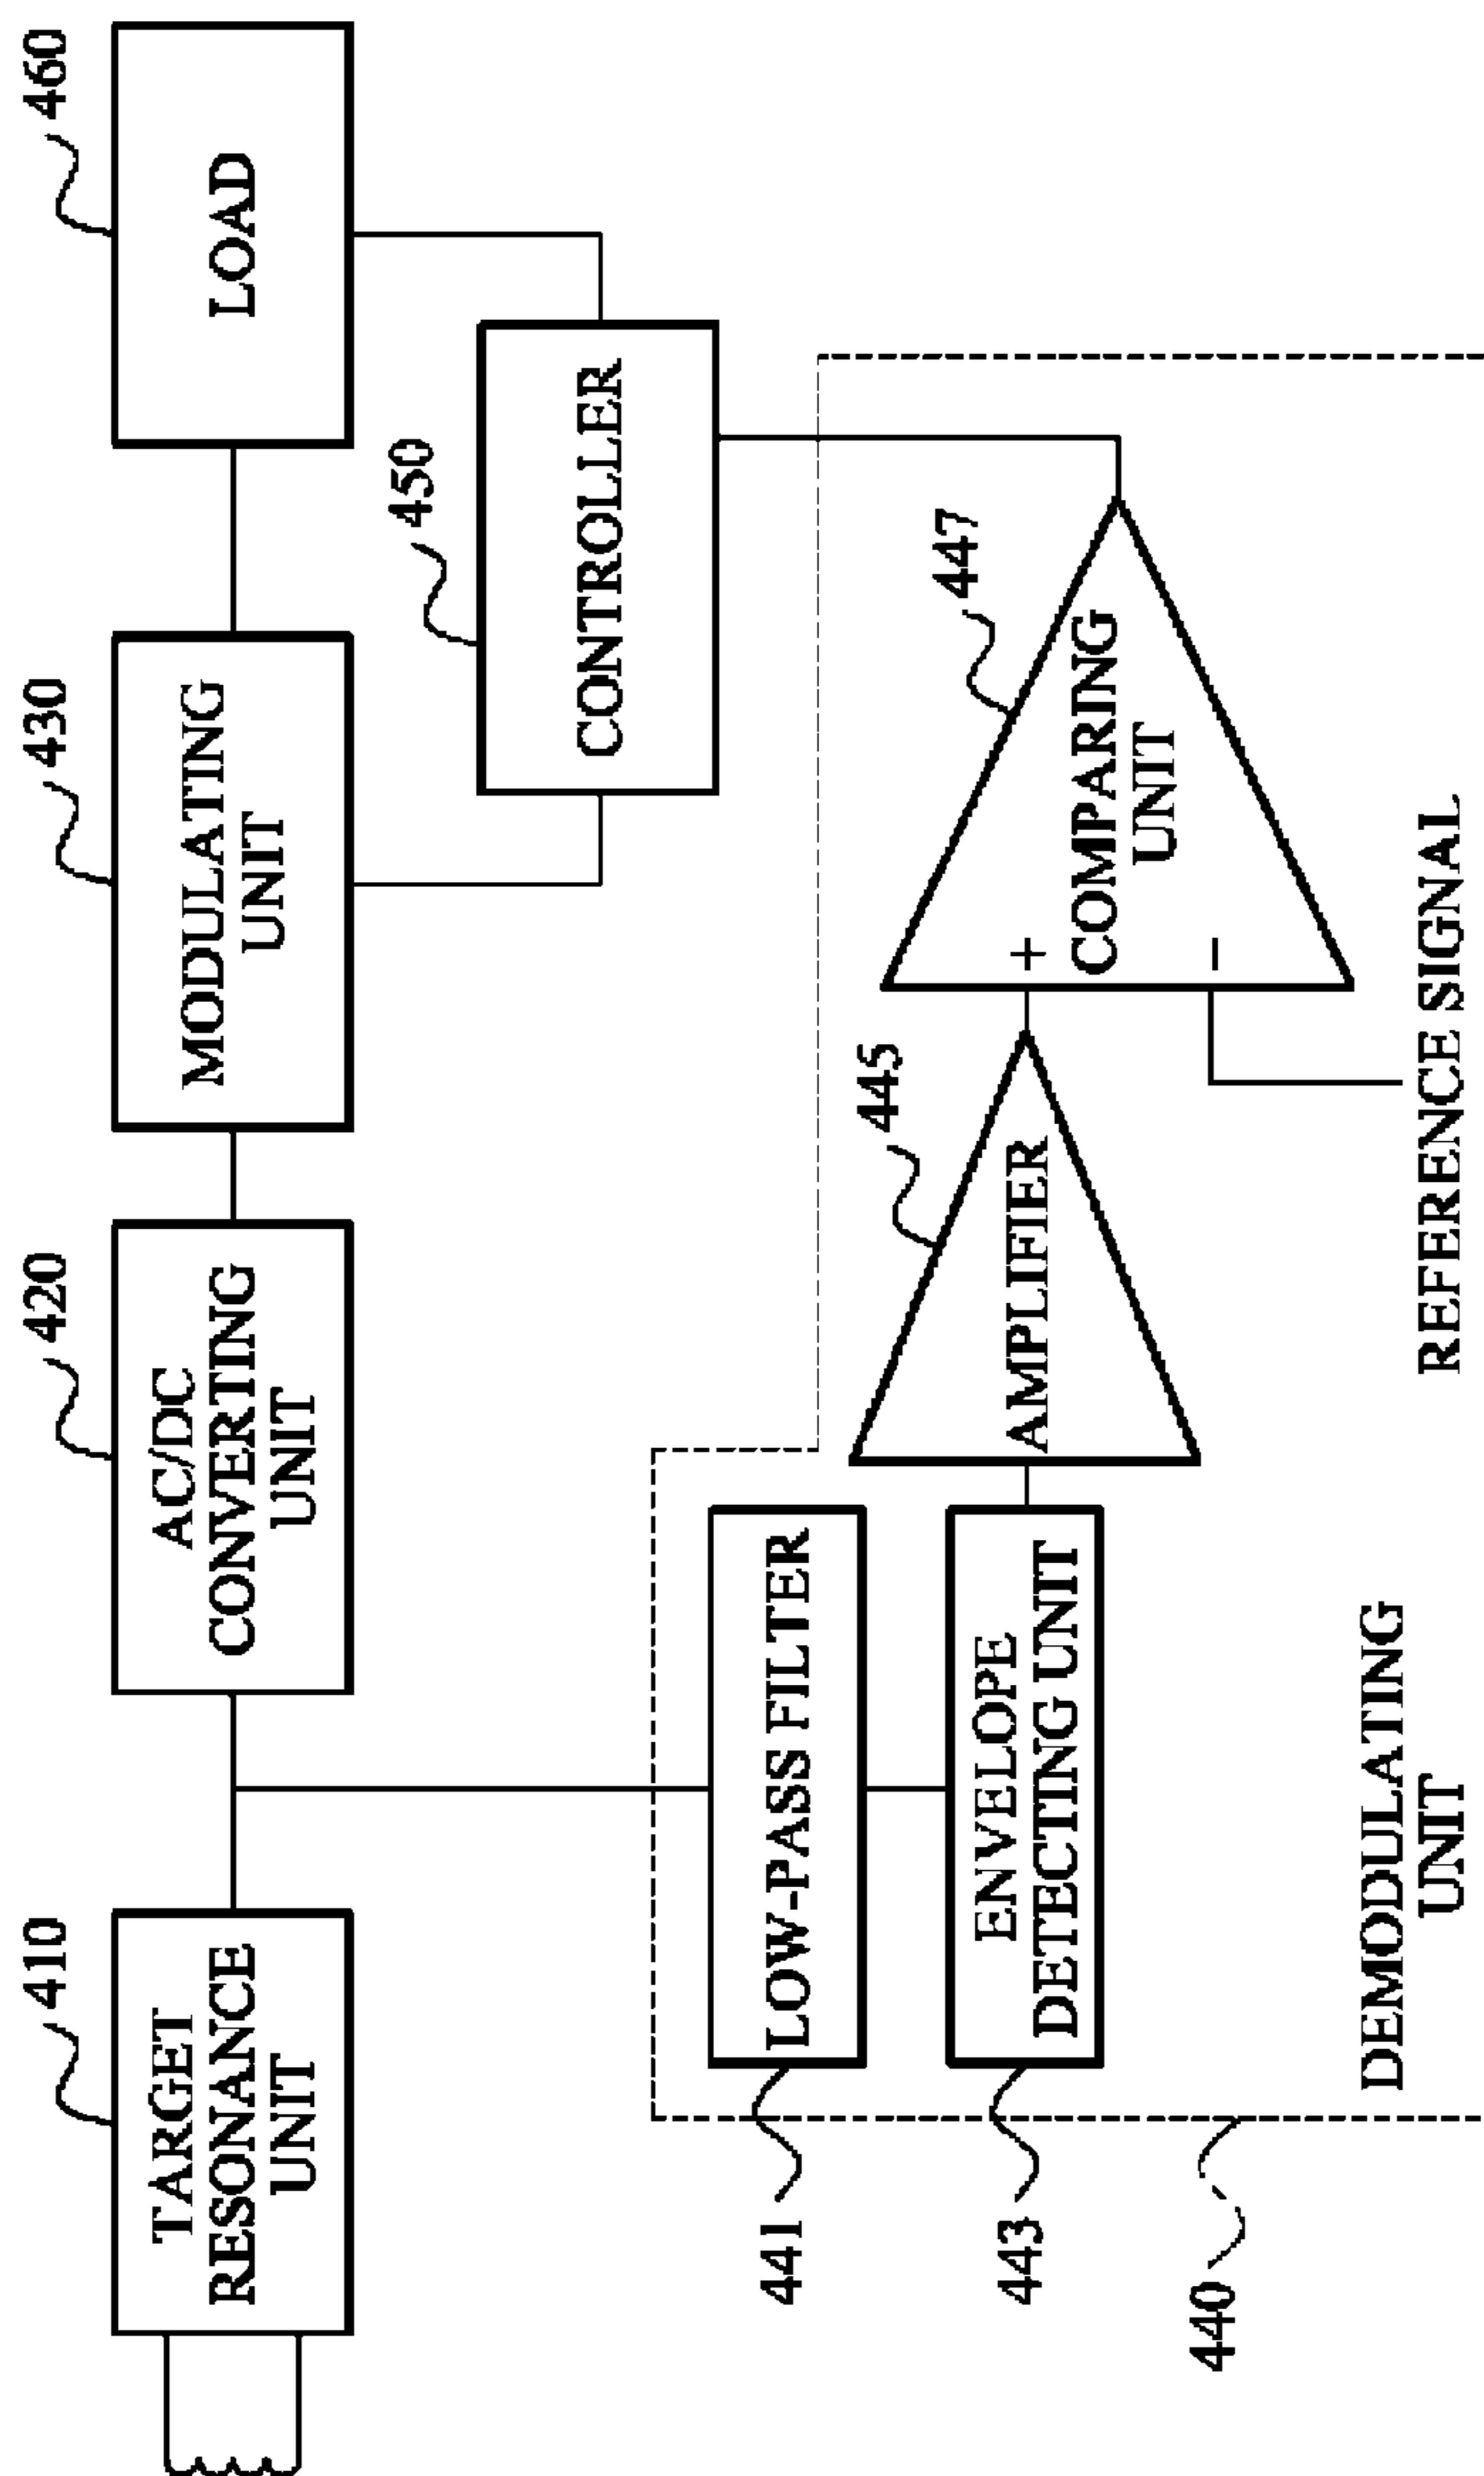 410
TARGET
RESONANCE
UNIT
420
AC/DC
CONVERTING
UNIT
430
MODULATING
UNIT
460
LOAD
450
CONTROLLER
441
LOW-PASS FILTER
443
ENVELOPE
DETECTING UNIT
445
AMPLIFIER
447
+
COMPARING
UNIT
−
440
DEMODULATING
UNIT
REFERENCE SIGNAL